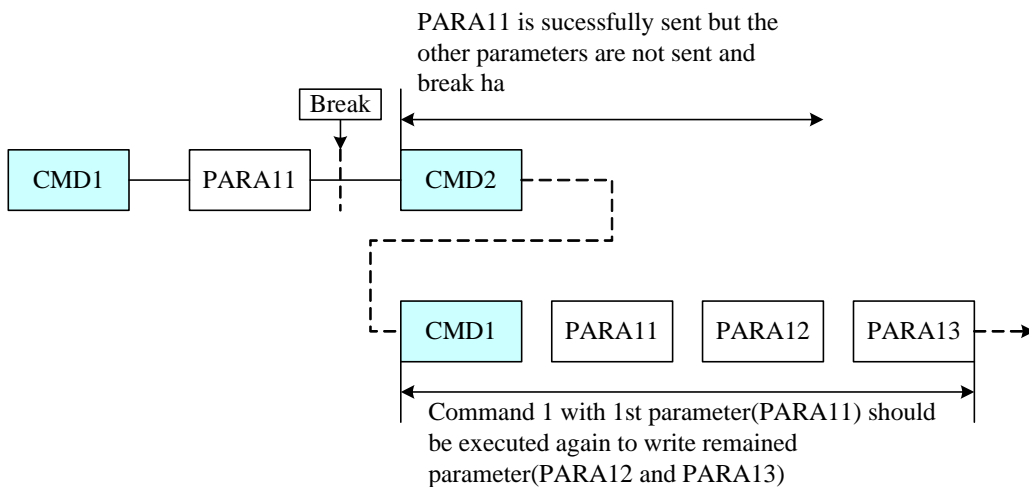 PARA11 is sucessfully sent but the
other parameters are not sent and
break ha
Break
CMD1
PARA11
CMD2
CMD1
PARA11
PARA12
PARA13
Command 1 with 1st parameter(PARA11) should
be executed again to write remained
parameter(PARA12 and PARA13)